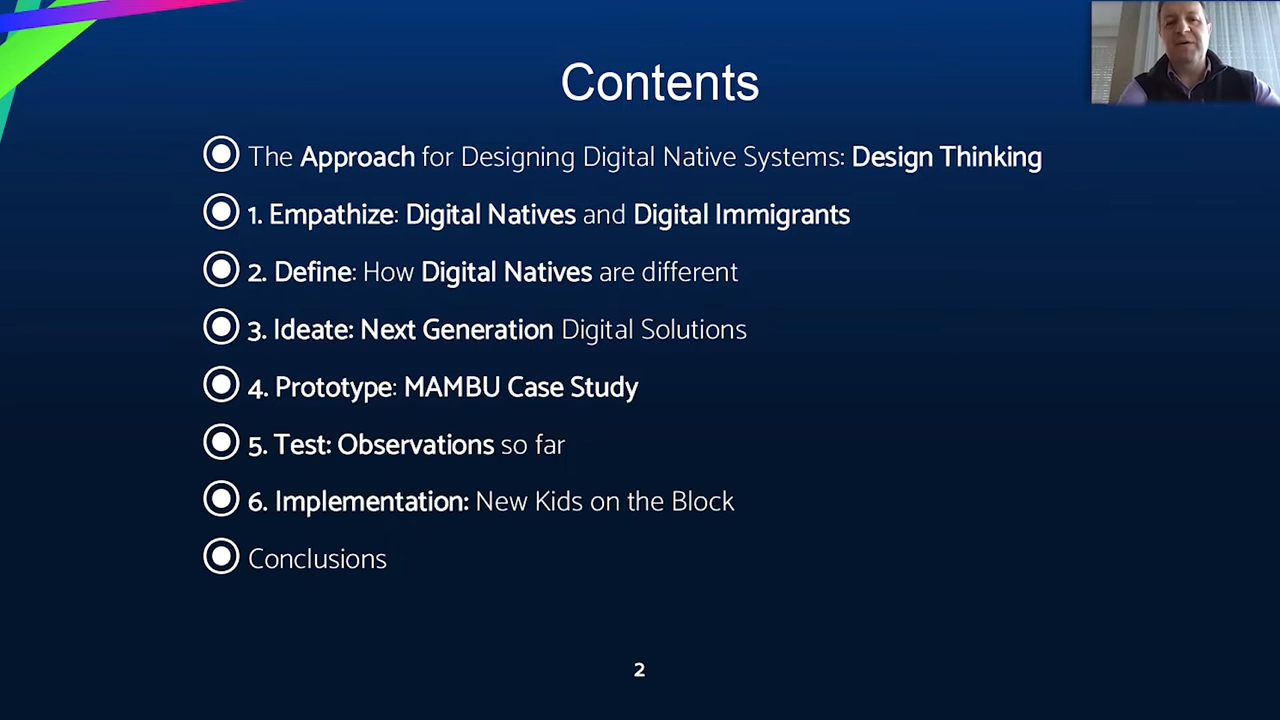 Contents
The Approach for Designing Digital Native Systems: Design Thinking
1. Empathize: Digital Natives and Digital Immigrants
2. Define: How Digital Natives are different
3. Ideate: Next Generation Digital Solutions
4. Prototype: MAMBU Case Study
5. Test: Observations so far
6. Implementation: New Kids on the Block
Conclusions
2